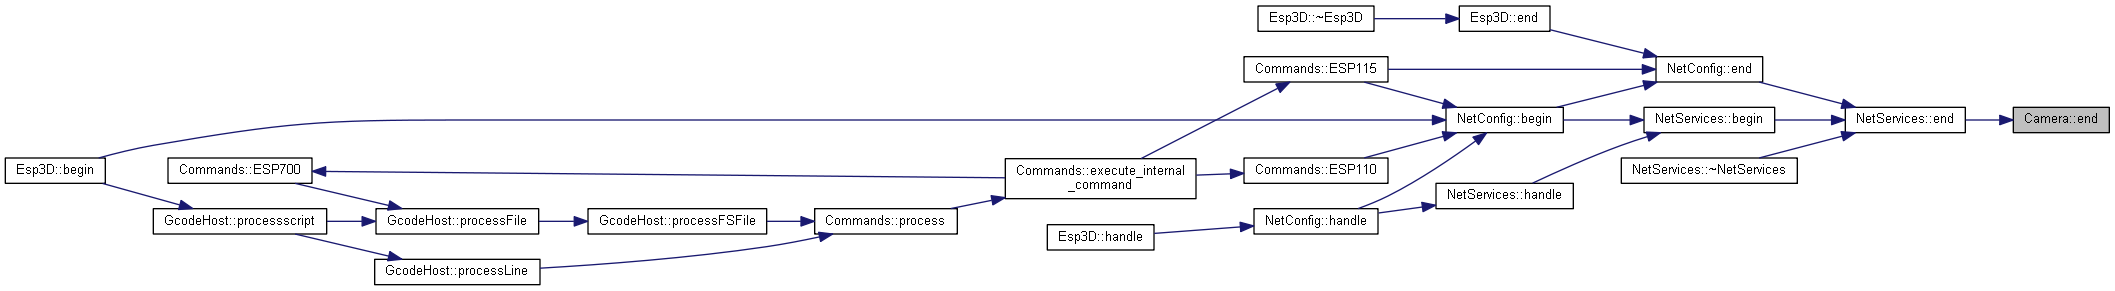 Esp3D::~Esp3D
Esp3D::end
Commands::ESP115
NetConfig::end
NetConfig::begin
NetServices::begin
NetServices::end
Camera::end
Esp3D::begin
Commands::ESP700
Commands::execute_internal
_command
Commands::ESP110
NetServices::~NetServices
NetServices::handle
GcodeHost::processscript
GcodeHost::processFile
GcodeHost::processFSFile
Commands::process
NetConfig::handle
Esp3D::handle
GcodeHost::processLine